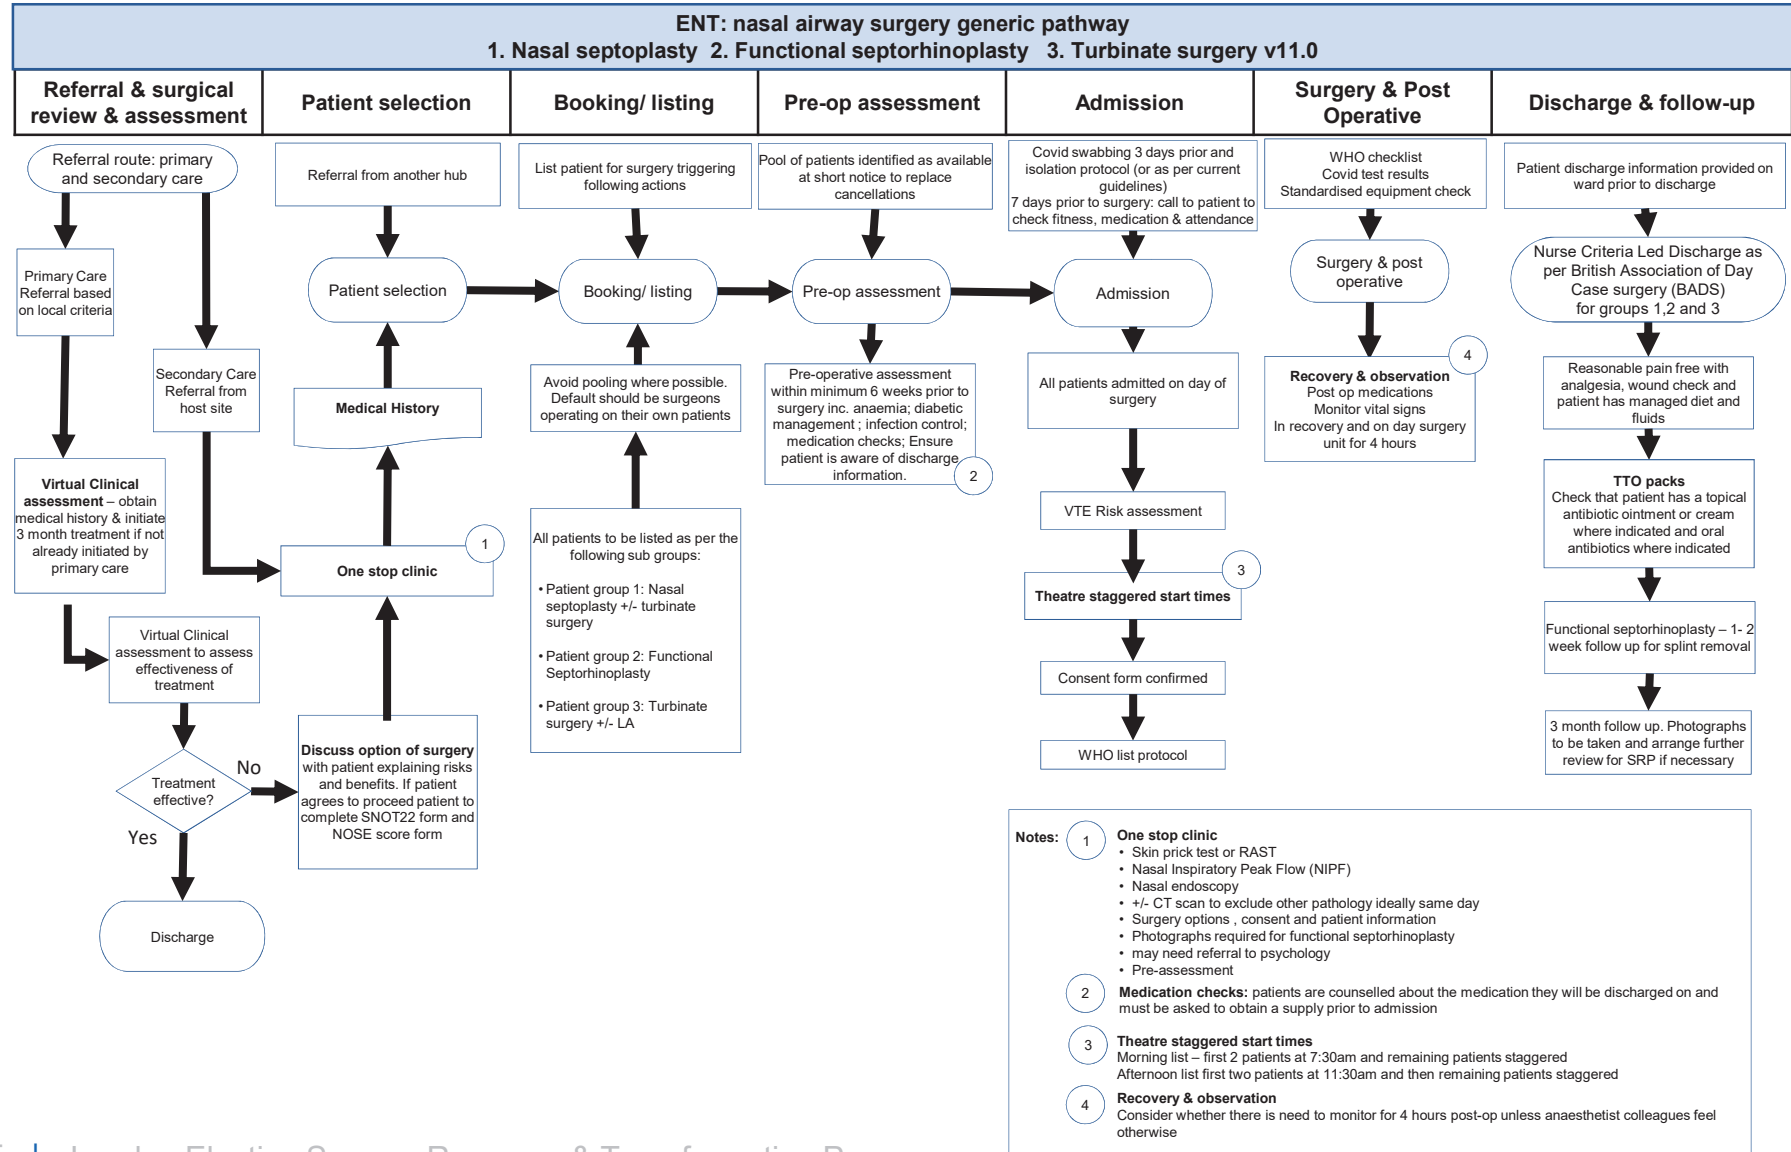 ENT: nasal airway surgery generic pathway
1. Nasal septoplasty 2. Functional septorhinoplasty 3. Turbinate surgery v11.0
Referral & surgical
review & assessment
Patient selection
Booking/ listing
Pre-op assessment
Admission
Surgery & Post
Operative
Discharge & follow-up
Referral route: primary
and secondary care
Primary Care
Referral based
on local criteria
Secondary Care
Referral from
host site
Virtual Clinical
assessment – obtain
medical history & initiate
3 month treatment if not
already initiated by
primary care
Virtual Clinical
assessment to assess
effectiveness of
treatment
Treatment
effective?
No
Yes
Discharge
Referral from another hub
Patient selection
Medical History
One stop clinic
1
Discuss option of surgery
with patient explaining risks
and benefits. If patient
agrees to proceed patient to
complete SNOT22 form and
NOSE score form
List patient for surgery triggering
following actions
Booking/ listing
Avoid pooling where possible.
Default should be surgeons
operating on their own patients
All patients to be listed as per the
following sub groups:
• Patient group 1: Nasal
septoplasty +/- turbinate
surgery
• Patient group 2: Functional
Septorhinoplasty
• Patient group 3: Turbinate
surgery +/- LA
Pool of patients identified as available
at short notice to replace
cancellations
Pre-op assessment
Pre-operative assessment
within minimum 6 weeks prior to
surgery inc. anaemia; diabetic
management ; infection control;
medication checks; Ensure
patient is aware of discharge
information.
2
Covid swabbing 3 days prior and
isolation protocol (or as per current
guidelines)
7 days prior to surgery: call to patient to
check fitness, medication & attendance
Admission
All patients admitted on day of
surgery
VTE Risk assessment
3
Theatre staggered start times
Consent form confirmed
WHO list protocol
WHO checklist
Covid test results
Standardised equipment check
Surgery & post
operative
4
Recovery & observation
Post op medications
Monitor vital signs
In recovery and on day surgery
unit for 4 hours
Patient discharge information provided on
ward prior to discharge
Nurse Criteria Led Discharge as
per British Association of Day
Case surgery (BADS)
for groups 1,2 and 3
Reasonable pain free with
analgesia, wound check and
patient has managed diet and
fluids
TTO packs
Check that patient has a topical
antibiotic ointment or cream
where indicated and oral
antibiotics where indicated
Functional septorhinoplasty – 1- 2
week follow up for splint removal
3 month follow up. Photographs
to be taken and arrange further
review for SRP if necessary
Notes:
1
One stop clinic
• Skin prick test or RAST
• Nasal Inspiratory Peak Flow (NIPF)
• Nasal endoscopy
• +/- CT scan to exclude other pathology ideally same day
• Surgery options , consent and patient information
• Photographs required for functional septorhinoplasty
• may need referral to psychology
• Pre-assessment
2
Medication checks: patients are counselled about the medication they will be discharged on and
must be asked to obtain a supply prior to admission
3
Theatre staggered start times
Morning list – first 2 patients at 7:30am and remaining patients staggered
Afternoon list first two patients at 11:30am and then remaining patients staggered
4
Recovery & observation
Consider whether there is need to monitor for 4 hours post-op unless anaesthetist colleagues feel
otherwise